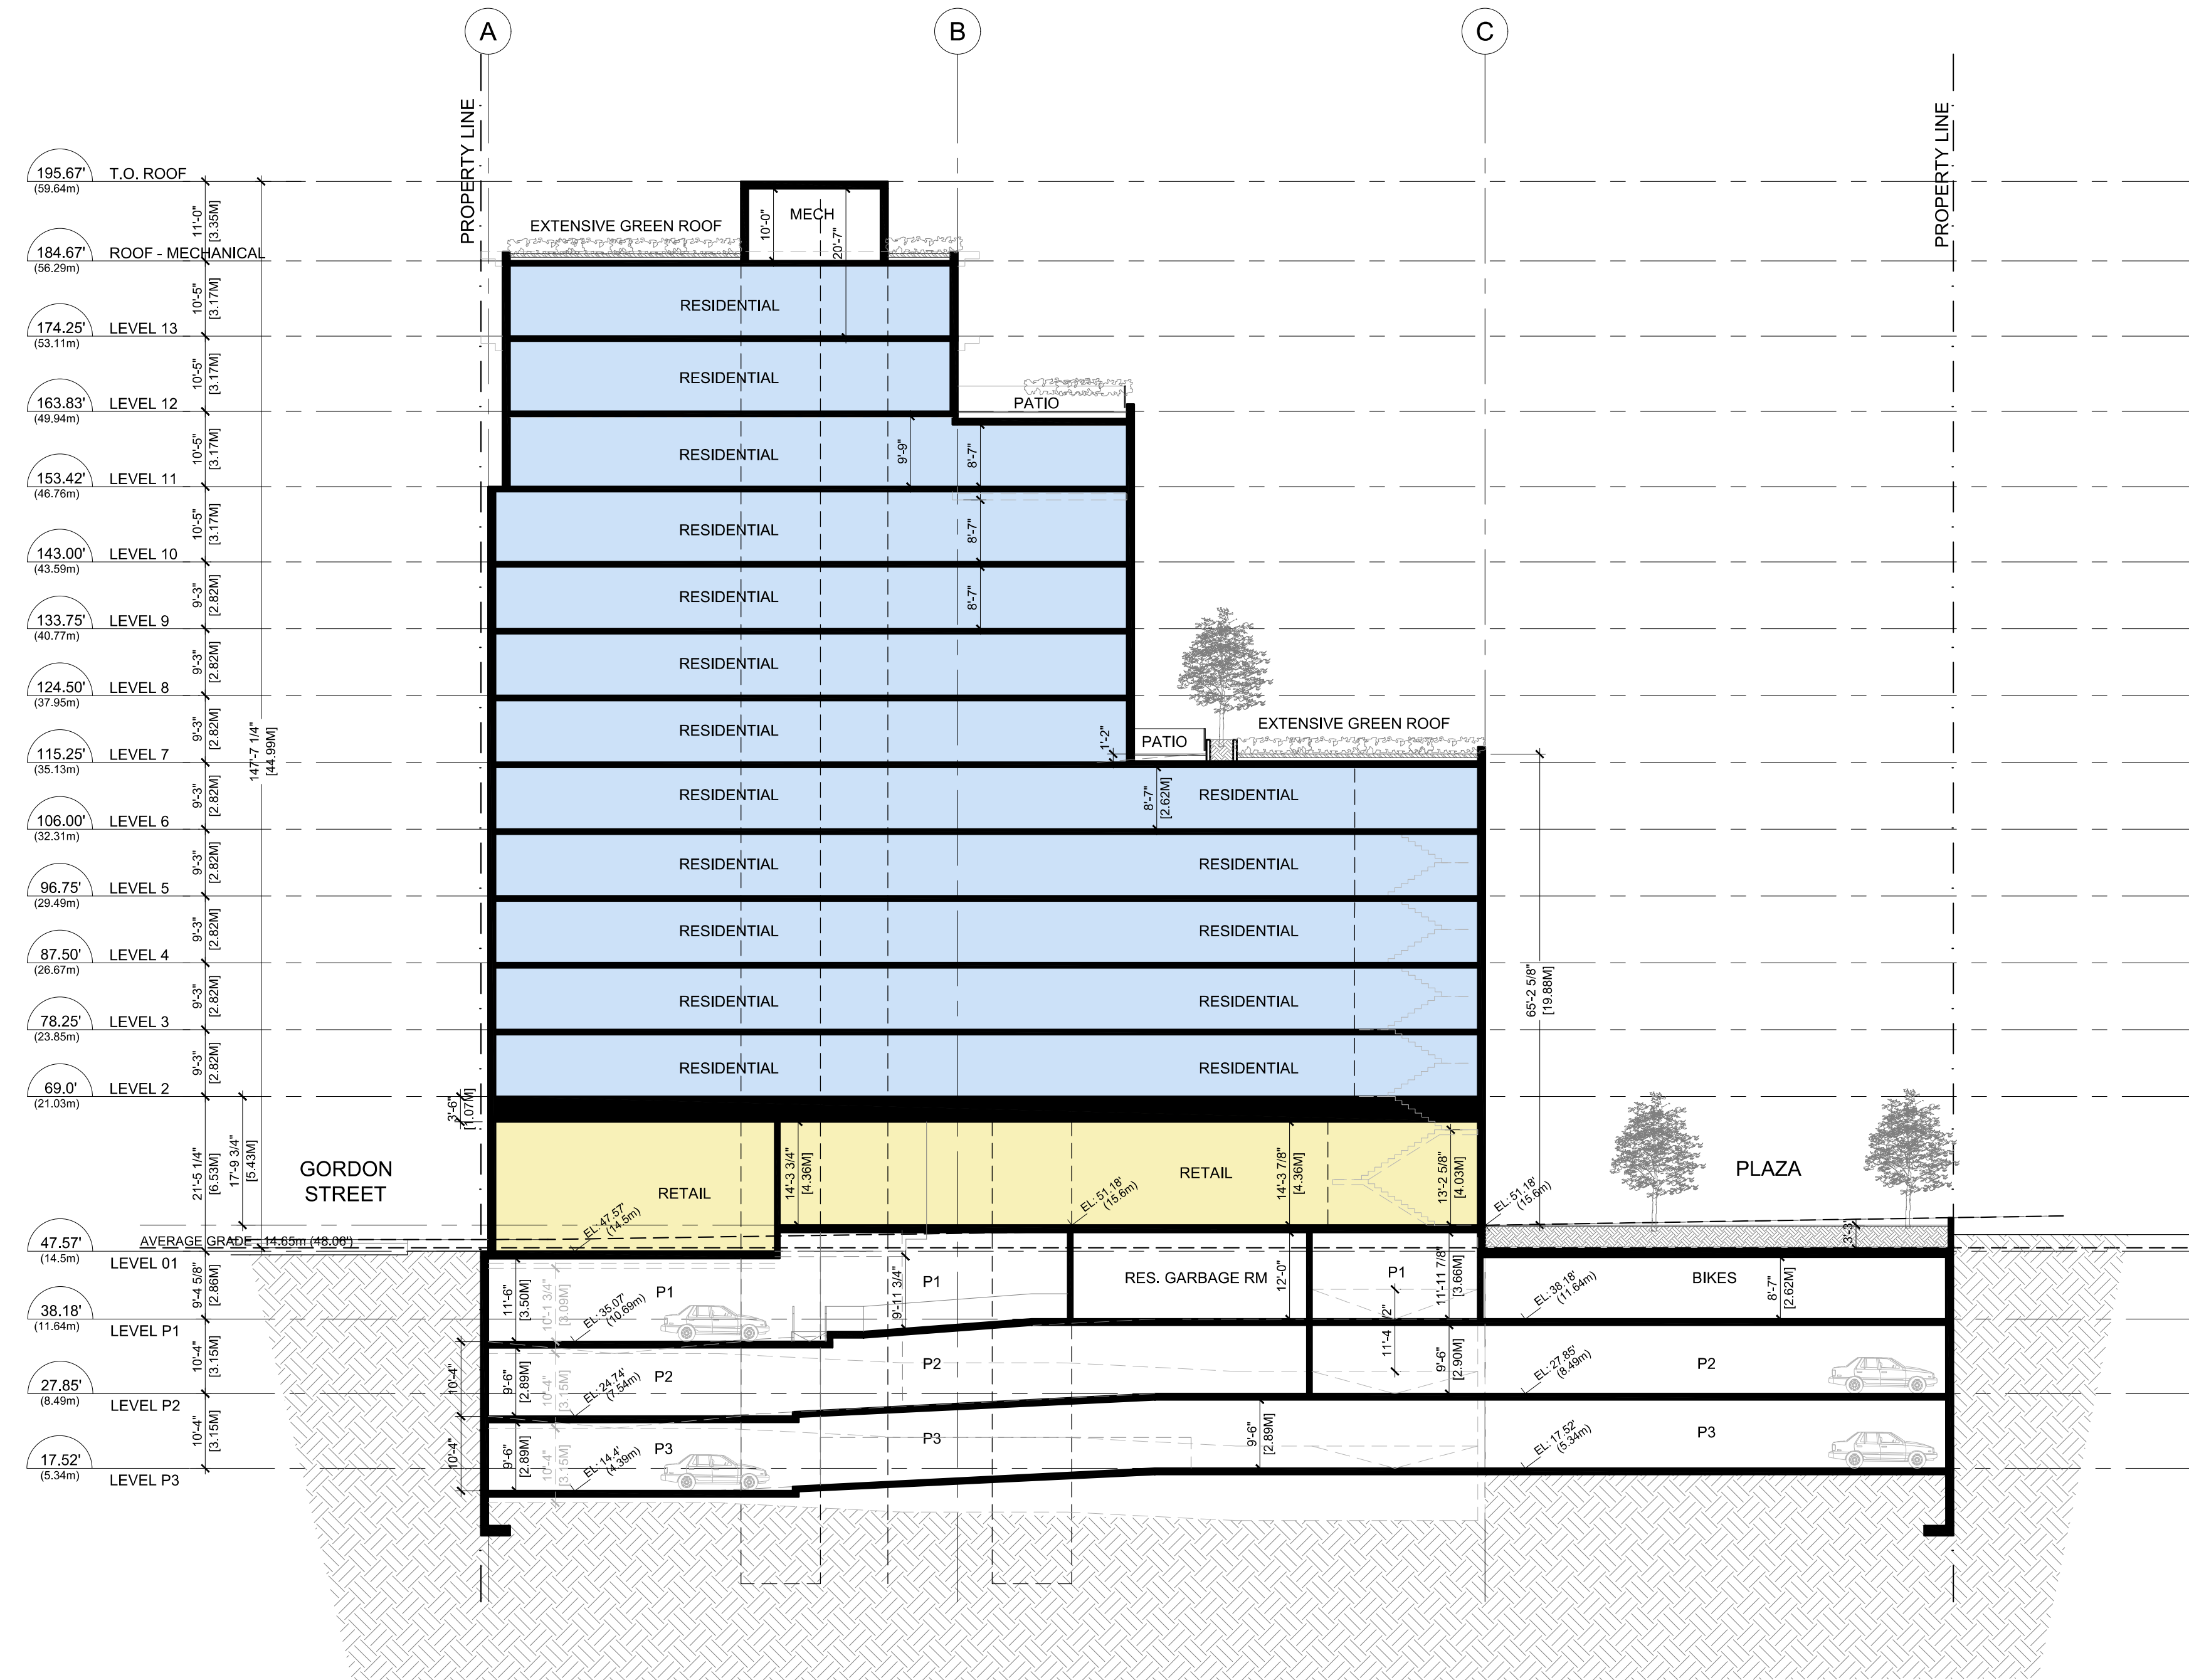 A
B
C
PROPERTY LINE
PROPERTY LINE
195.67'
(59.64m)
T.O. ROOF
11'-0"
[3.35M]
184.67'
(56.29m)
ROOF - MECHANICAL
10'-5"
[3.17M]
174.25'
(53.11m)
LEVEL 13
10'-5"
[3.17M]
163.83'
(49.94m)
LEVEL 12
10'-5"
[3.17M]
153.42'
(46.76m)
LEVEL 11
10'-5"
[3.17M]
143.00'
(43.59m)
LEVEL 10
9'-3"
[2.82M]
133.75'
(40.77m)
LEVEL 9
9'-3"
[2.82M]
124.50'
(37.95m)
LEVEL 8
9'-3"
[2.82M]
115.25'
(35.13m)
LEVEL 7
9'-3"
[2.82M]
106.00'
(32.31m)
LEVEL 6
9'-3"
[2.82M]
96.75'
(29.49m)
LEVEL 5
9'-3"
[2.82M]
87.50'
(26.67m)
LEVEL 4
9'-3"
[2.82M]
78.25'
(23.85m)
LEVEL 3
9'-3"
[2.82M]
69.0'
(21.03m)
LEVEL 2
21'-5 1/4"
[6.53M]
17'-9 3/4"
[5.43M]
147'-7 1/4"
[44.99M]
47.57'
(14.5m)
AVERAGE GRADE : 14.65m (48.06')
LEVEL 01
9'-4 5/8"
[2.86M]
38.18'
(11.64m)
LEVEL P1
10'-4"
[3.15M]
27.85'
(8.49m)
LEVEL P2
10'-4"
[3.15M]
17.52'
(5.34m)
LEVEL P3
GORDON
STREET
EXTENSIVE GREEN ROOF
10'-0"
MECH
20'-7"
RESIDENTIAL
RESIDENTIAL
PATIO
RESIDENTIAL
9'-9"
8'-7"
RESIDENTIAL
8'-7"
RESIDENTIAL
8'-7"
RESIDENTIAL
RESIDENTIAL
1'-2"
PATIO
EXTENSIVE GREEN ROOF
RESIDENTIAL
8'-7"
[2.62M]
RESIDENTIAL
RESIDENTIAL
RESIDENTIAL
RESIDENTIAL
RESIDENTIAL
RESIDENTIAL
RESIDENTIAL
RESIDENTIAL
RESIDENTIAL
65'-2 5/8"
[19.88M]
3'-6"
[1.07M]
RETAIL
EL: 47.57'
(14.5m)
14'-3 3/4"
[4.36M]
EL: 51.18'
(15.6m)
RETAIL
14'-3 7/8"
[4.36M]
13'-2 5/8"
[4.03M]
EL: 51.18'
(15.6m)
PLAZA
3'-3"
11'-6"
[3.50M]
10'-1 3/4"
[3.09M]
EL: 35.07'
(10.69m)
P1
9'-11 3/4"
P1
RES. GARBAGE RM
12'-0"
P1
11'-11 7/8"
[3.66M]
EL: 38.18'
(11.64m)
BIKES
8'-7"
[2.62M]
10'-4"
9'-6"
[2.89M]
10'-4"
[3.15M]
EL: 24.74'
(7.54m)
P2
P2
11'-4 1/2"
9'-6"
[2.90M]
EL: 27.85'
(8.49m)
P2
10'-4"
9'-6"
[2.89M]
10'-4"
[3.15M]
EL: 14.4'
(4.39m)
P3
P3
9'-6"
[2.89M]
EL: 17.52'
(5.34m)
P3